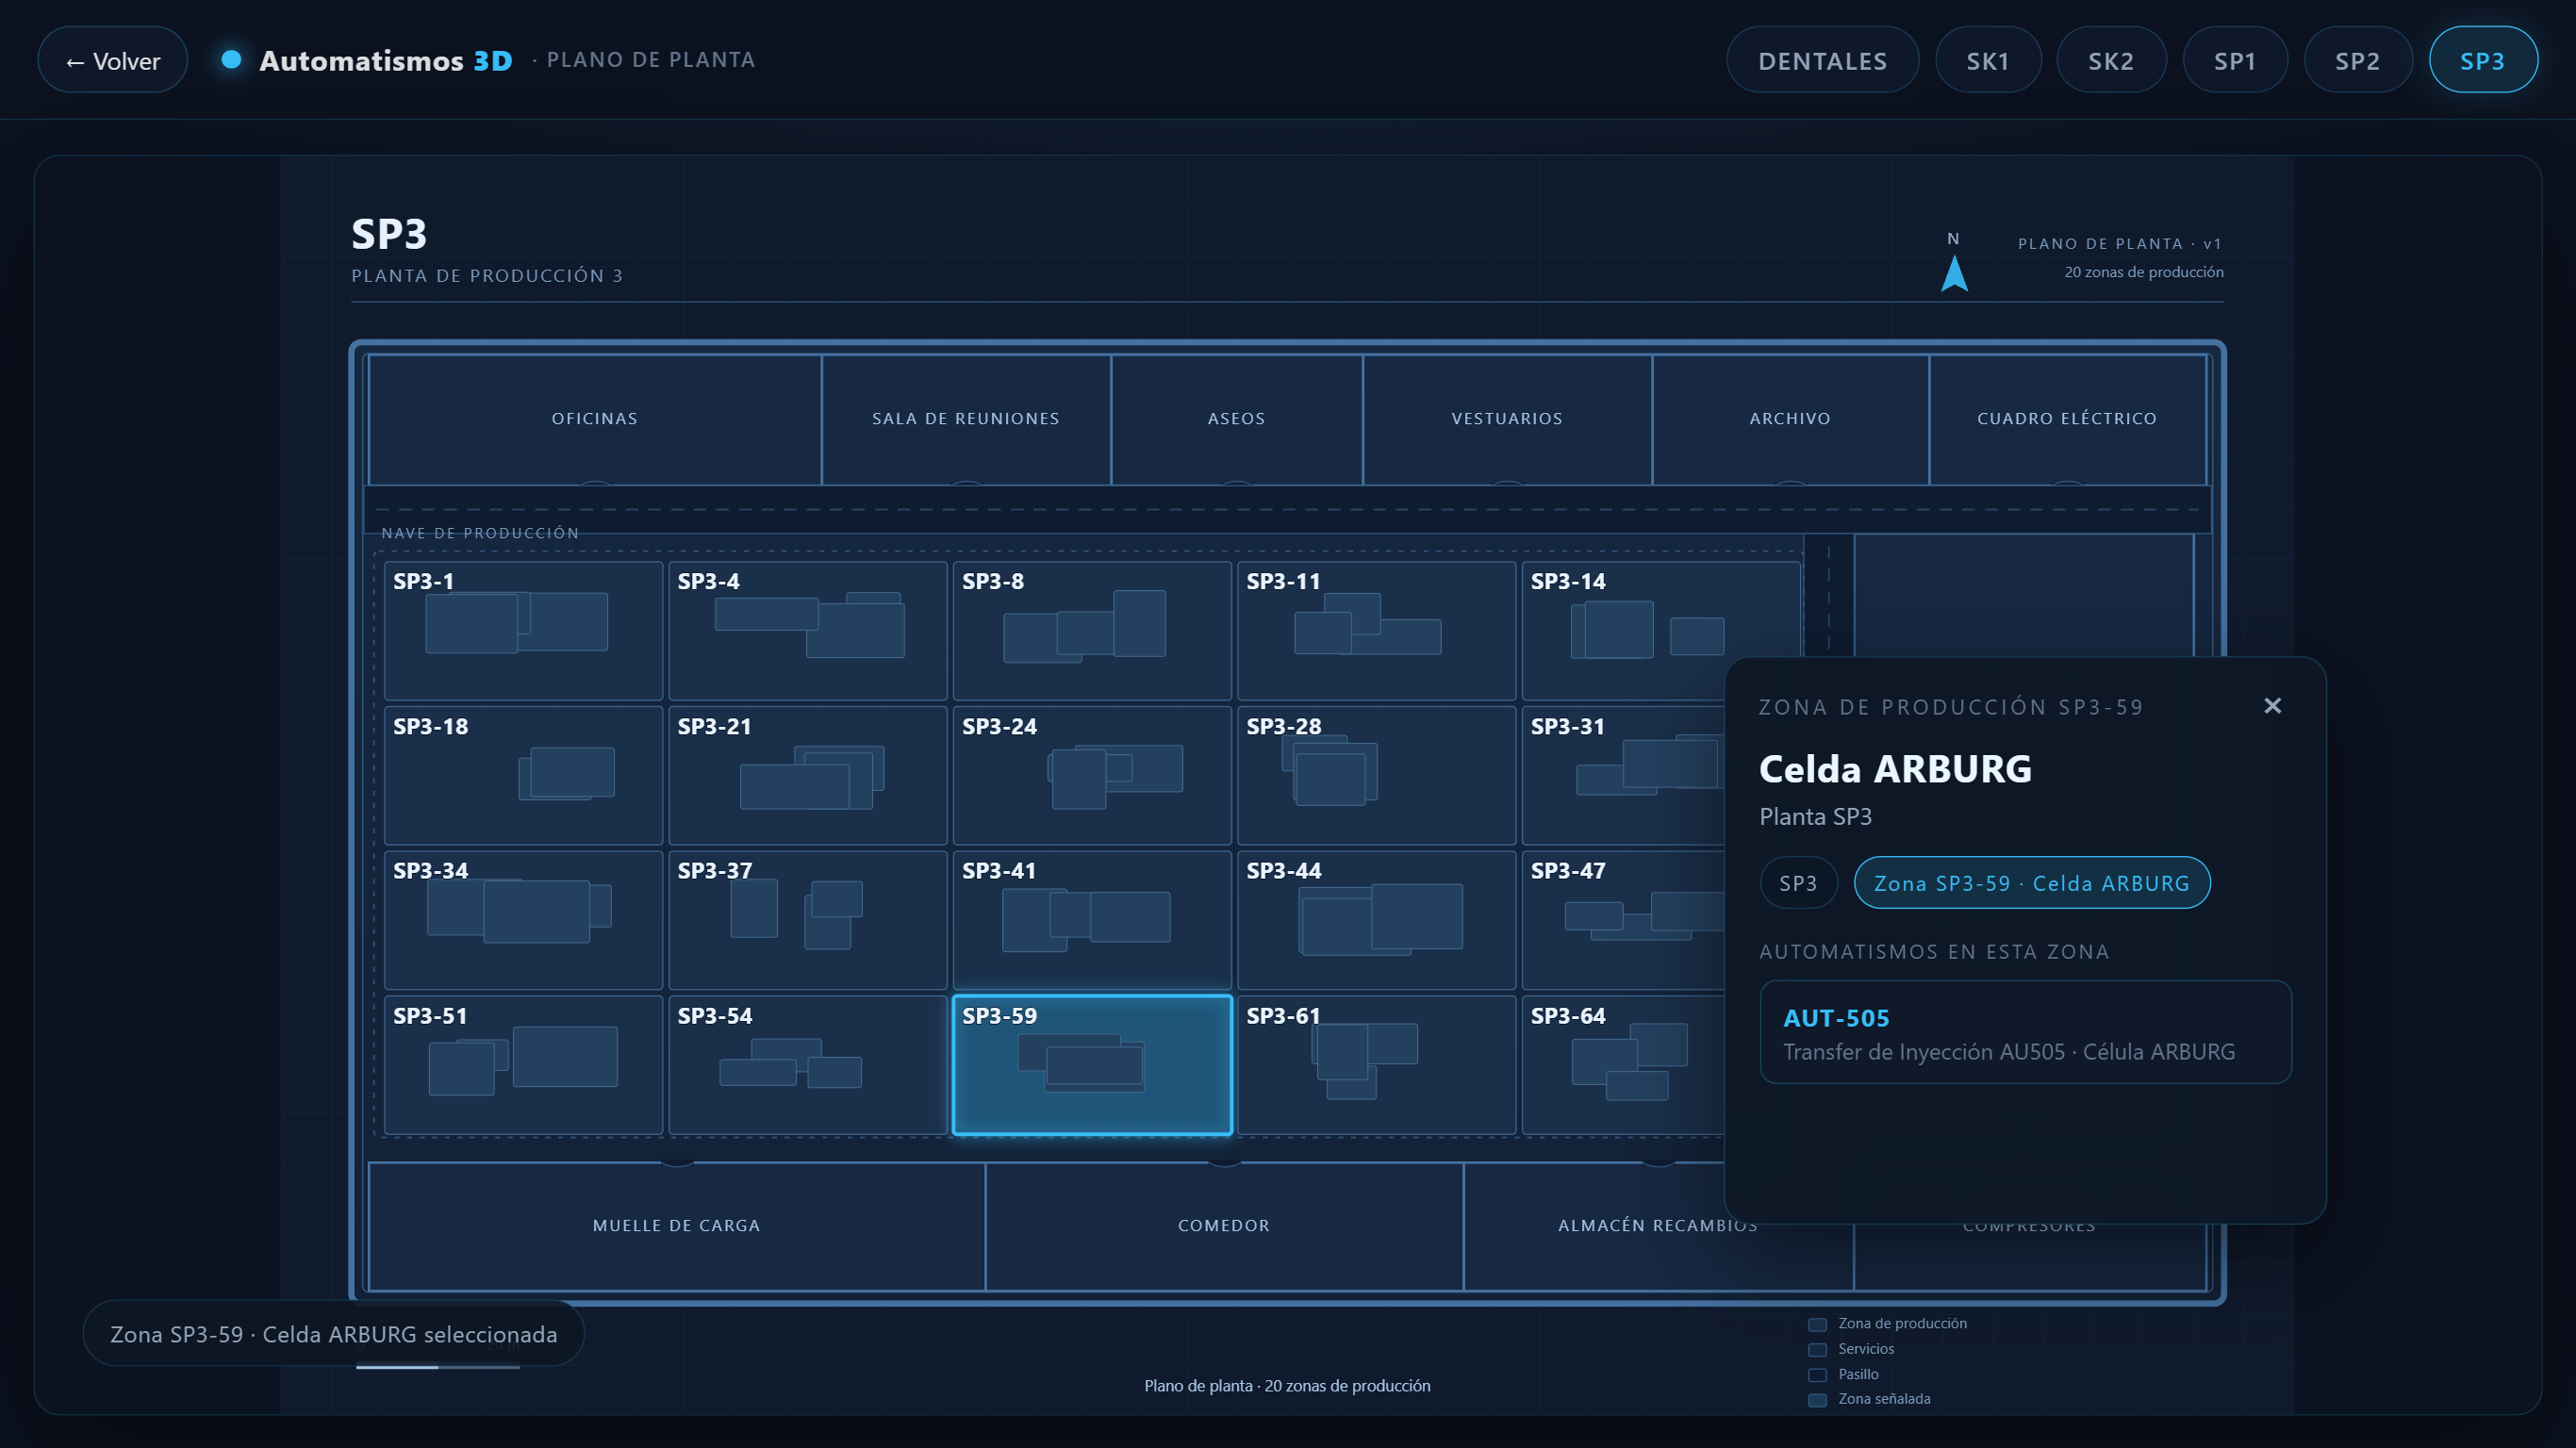 ← Volver
Automatismos 3D · PLANO DE PLANTA
DENTALES
SK1
SK2
SP1
SP2
SP3
SP3
PLANTA DE PRODUCCIÓN 3
N
PLANO DE PLANTA · v1
20 zonas de producción
OFICINAS
SALA DE REUNIONES
ASEOS
VESTUARIOS
ARCHIVO
CUADRO ELÉCTRICO
NAVE DE PRODUCCIÓN
SP3-1
SP3-4
SP3-8
SP3-11
SP3-14
SP3-18
SP3-21
SP3-24
SP3-28
SP3-31
SP3-34
SP3-37
SP3-41
SP3-44
SP3-47
SP3-51
SP3-54
SP3-59
SP3-61
SP3-64
ZONA DE PRODUCCIÓN SP3-59
✕
Celda ARBURG
Planta SP3
SP3
Zona SP3-59 · Celda ARBURG
AUTOMATISMOS EN ESTA ZONA
AUT-505
Transfer de Inyección AU505 · Célula ARBURG
MUELLE DE CARGA
COMEDOR
ALMACÉN RECAMBIOS
COMPRESORES
Zona SP3-59 · Celda ARBURG seleccionada
Plano de planta · 20 zonas de producción
Zona de producción
Servicios
Pasillo
Zona señalada